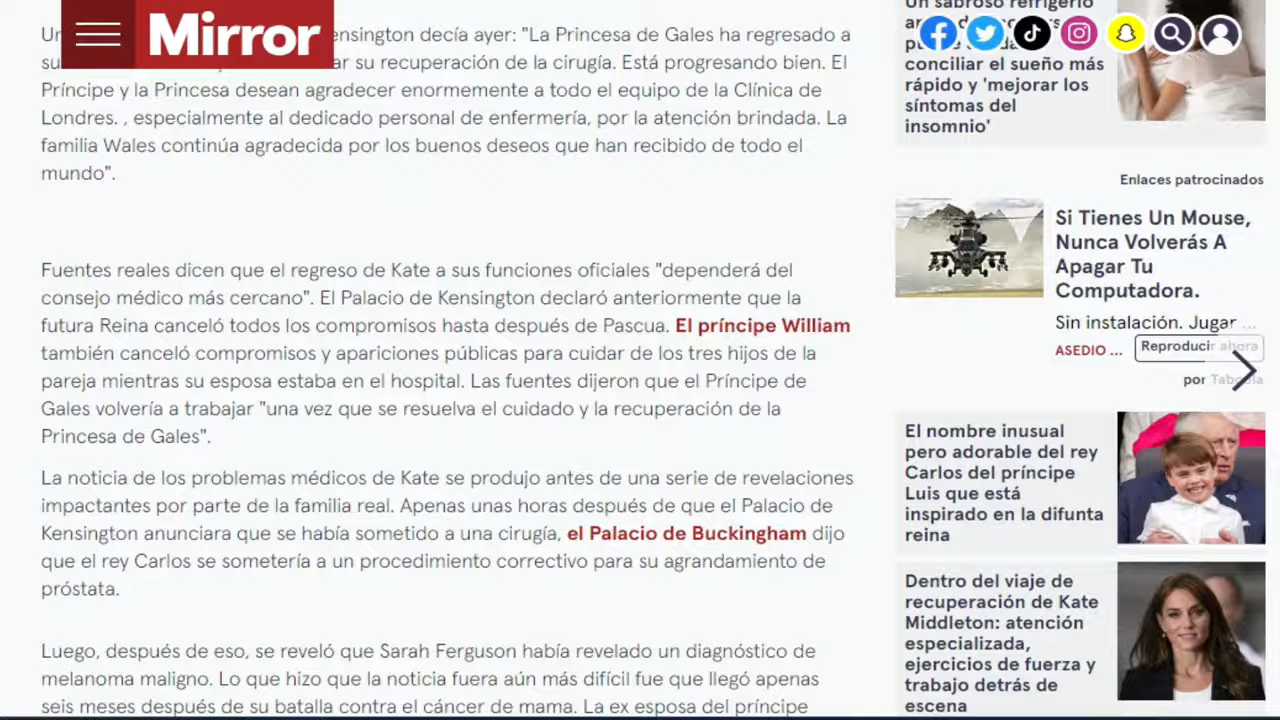 Mirror
ensington decía ayer: "La Princesa de Gales ha regresado a
su ar su recuperación de la cirugía. Está progresando bien. El
Príncipe y la Princesa desean agradecer enormemente a todo el equipo de la Clínica de
Londres. , especialmente al dedicado personal de enfermería, por la atención brindada. La
familia Wales continúa agradecida por los buenos deseos que han recibido de todo el
mundo".
Fuentes reales dicen que el regreso de Kate a sus funciones oficiales "dependerá del
consejo médico más cercano". El Palacio de Kensington declaró anteriormente que la
futura Reina canceló todos los compromisos hasta después de Pascua. El príncipe William
también canceló compromisos y apariciones públicas para cuidar de los tres hijos de la
pareja mientras su esposa estaba en el hospital. Las fuentes dijeron que el Príncipe de
Gales volvería a trabajar "una vez que se resuelva el cuidado y la recuperación de la
Princesa de Gales".
La noticia de los problemas médicos de Kate se produjo antes de una serie de revelaciones
impactantes por parte de la familia real. Apenas unas horas después de que el Palacio de
Kensington anunciara que se había sometido a una cirugía, el Palacio de Buckingham dijo
que el rey Carlos se sometería a un procedimiento correctivo para su agrandamiento de
próstata.
Luego, después de eso, se reveló que Sarah Ferguson había revelado un diagnóstico de
melanoma maligno. Lo que hizo que la noticia fuera aún más difícil fue que llegó apenas
seis meses después de su batalla contra el cáncer de mama. La ex esposa del príncipe
Un sabroso refrigerio
conciliar el sueño más
rápido y 'mejorar los
síntomas del
insomnio'
Enlaces patrocinados
Si Tienes Un Mouse,
Nunca Volverás A
Apagar Tu
Computadora.
Sin instalación. Jugar ...
ASEDIO ...
Reproducir ahora
por Taboola
El nombre inusual
pero adorable del rey
Carlos del príncipe
Luis que está
inspirado en la difunta
reina
Dentro del viaje de
recuperación de Kate
Middleton: atención
especializada,
ejercicios de fuerza y
trabajo detrás de
escena